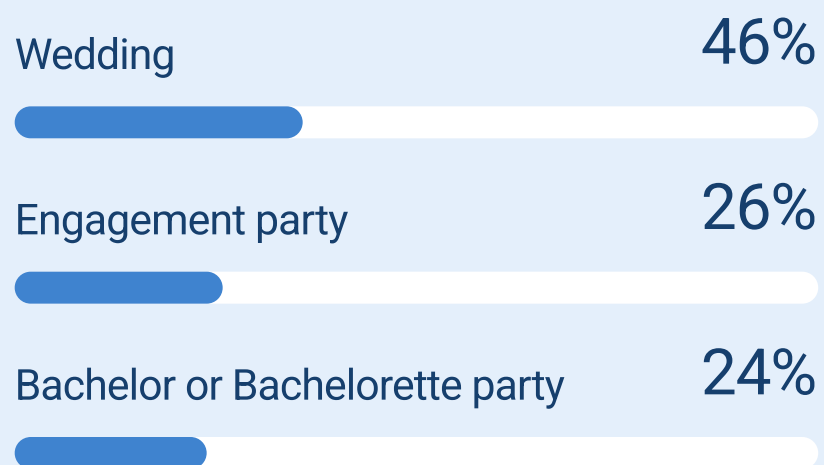 Wedding 46%
Engagement party 26%
Bachelor or Bachelorette party 24%